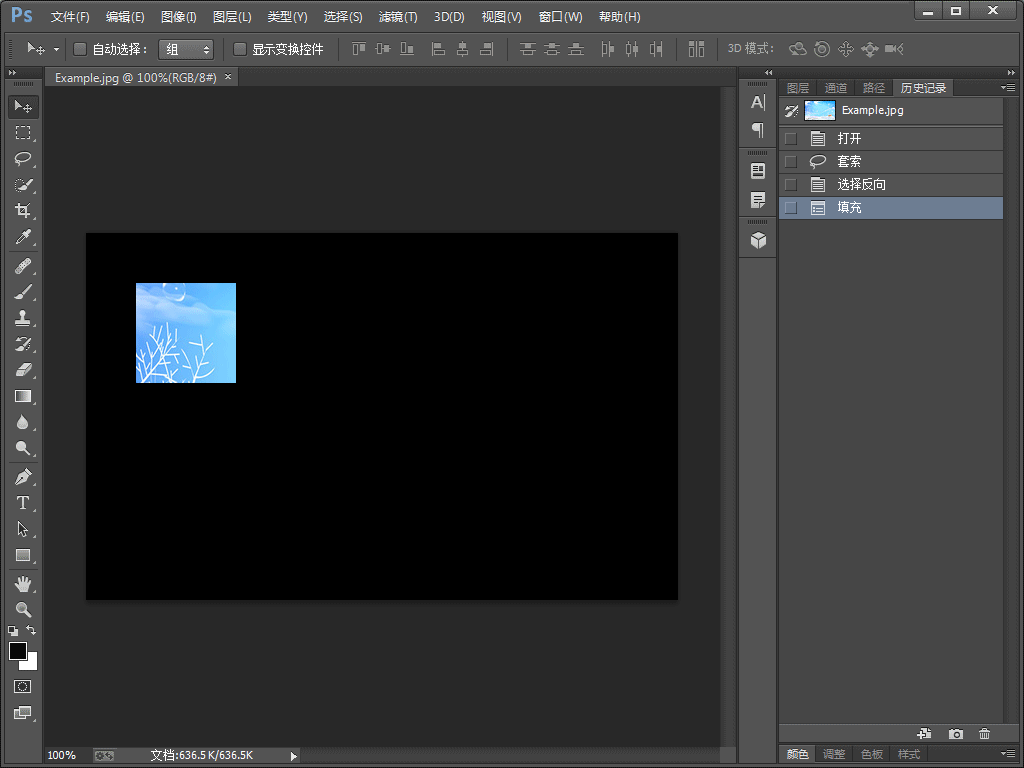 Ps 文件(F) 编辑(E) 图像(I) 图层(L) 类型(Y) 选择(S) 滤镜(T) 3D(D) 视图(V) 窗口(W) 帮助(H)
自动选择： 组 显示变换控件 3D 模式：
Example.jpg @ 100%(RGB/8#) ×
图层 通道 路径 历史记录
Example.jpg
打开
套索
选择反向
填充
100% 文档:636.5 K/636.5K
颜色 调整 色板 样式